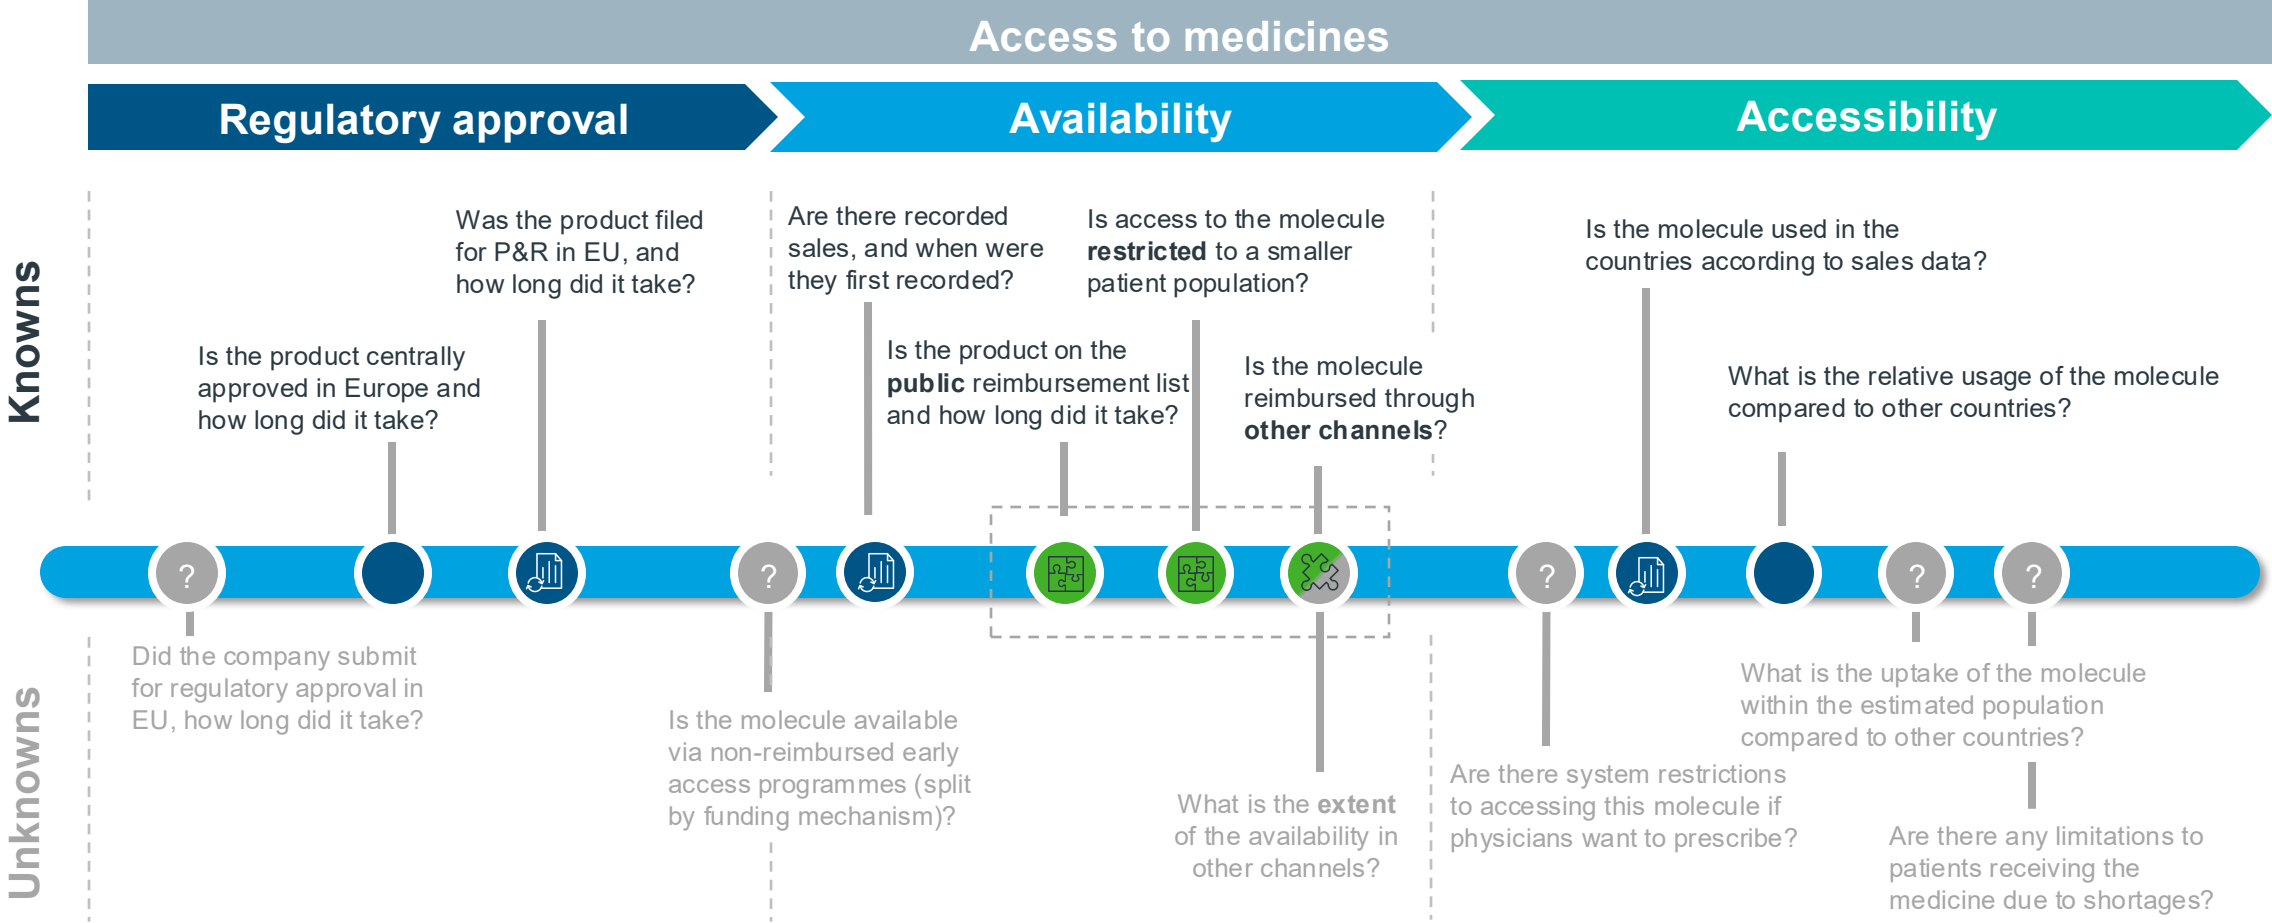 Access to medicines
Regulatory approval
Availability
Accessibility
Knowns
Is the product centrally
approved in Europe and
how long did it take?
Was the product filed
for P&R in EU, and
how long did it take?
Are there recorded
sales, and when were
they first recorded?
Is the product on the
public reimbursement list
and how long did it take?
Is access to the molecule
restricted to a smaller
patient population?
Is the molecule
reimbursed through
other channels?
Is the molecule used in the
countries according to sales data?
What is the relative usage of the molecule
compared to other countries?
?
?
?
?
?
Unknowns
Did the company submit
for regulatory approval in
EU, how long did it take?
Is the molecule available
via non-reimbursed early
access programmes (split
by funding mechanism)?
What is the extent
of the availability in
other channels?
Are there system restrictions
to accessing this molecule if
physicians want to prescribe?
What is the uptake of the molecule
within the estimated population
compared to other countries?
Are there any limitations to
patients receiving the
medicine due to shortages?